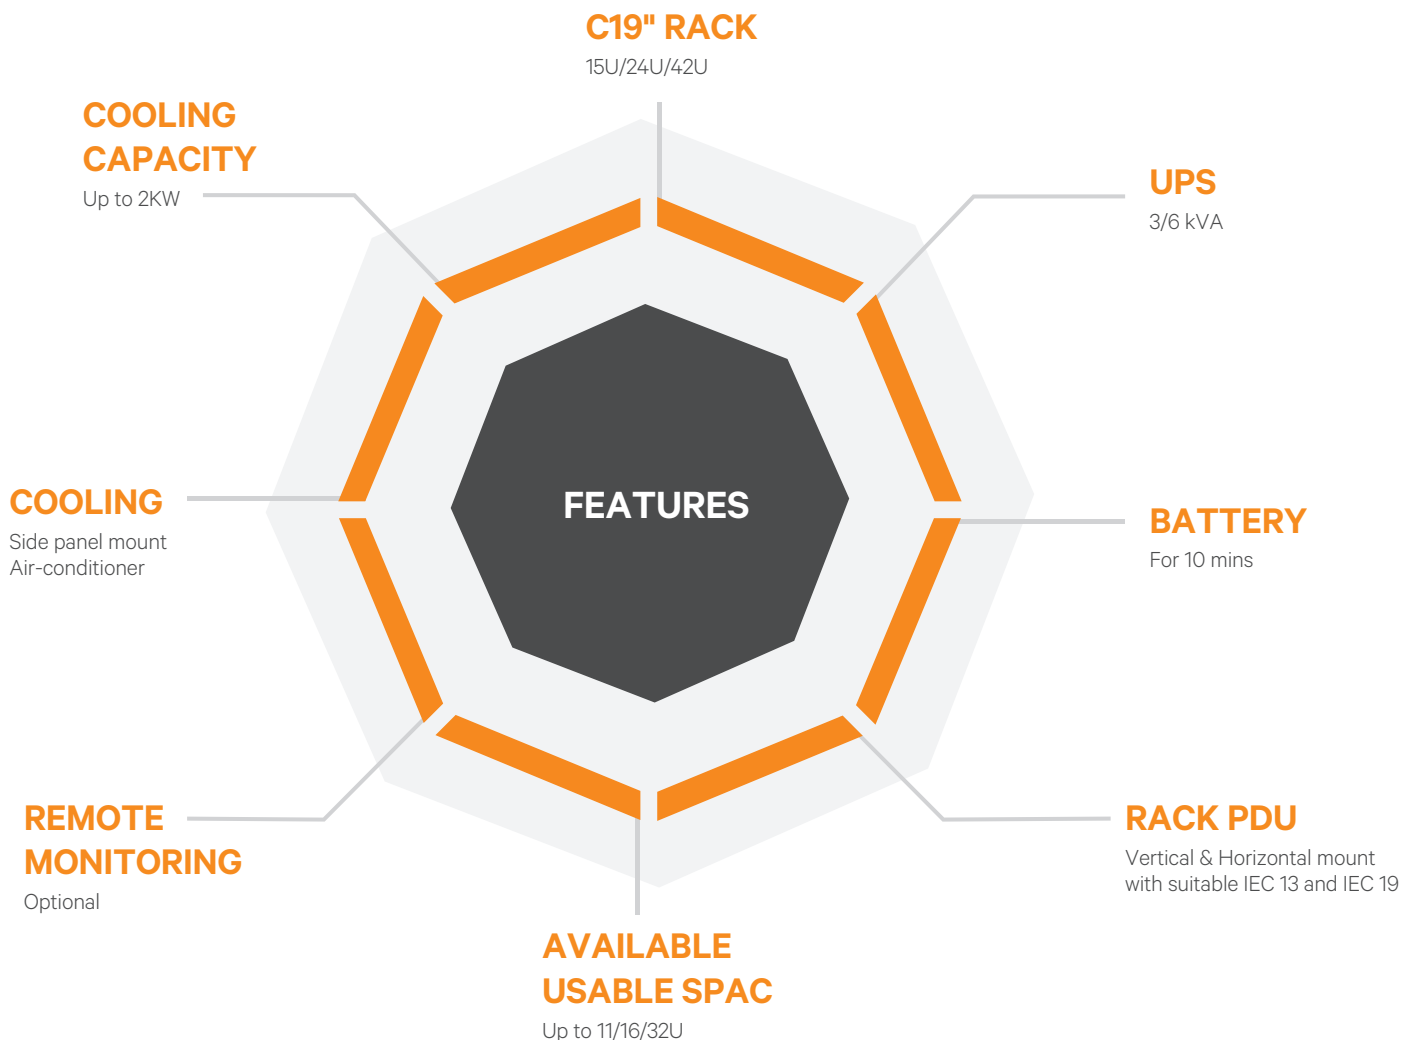 C19" RACK
15U/24U/42U
COOLING
CAPACITY
Up to 2KW
UPS
3/6 kVA
FEATURES
COOLING
Side panel mount
Air-conditioner
BATTERY
For 10 mins
REMOTE
MONITORING
Optional
RACK PDU
Vertical & Horizontal mount
with suitable IEC 13 and IEC 19
AVAILABLE
USABLE SPAC
Up to 11/16/32U